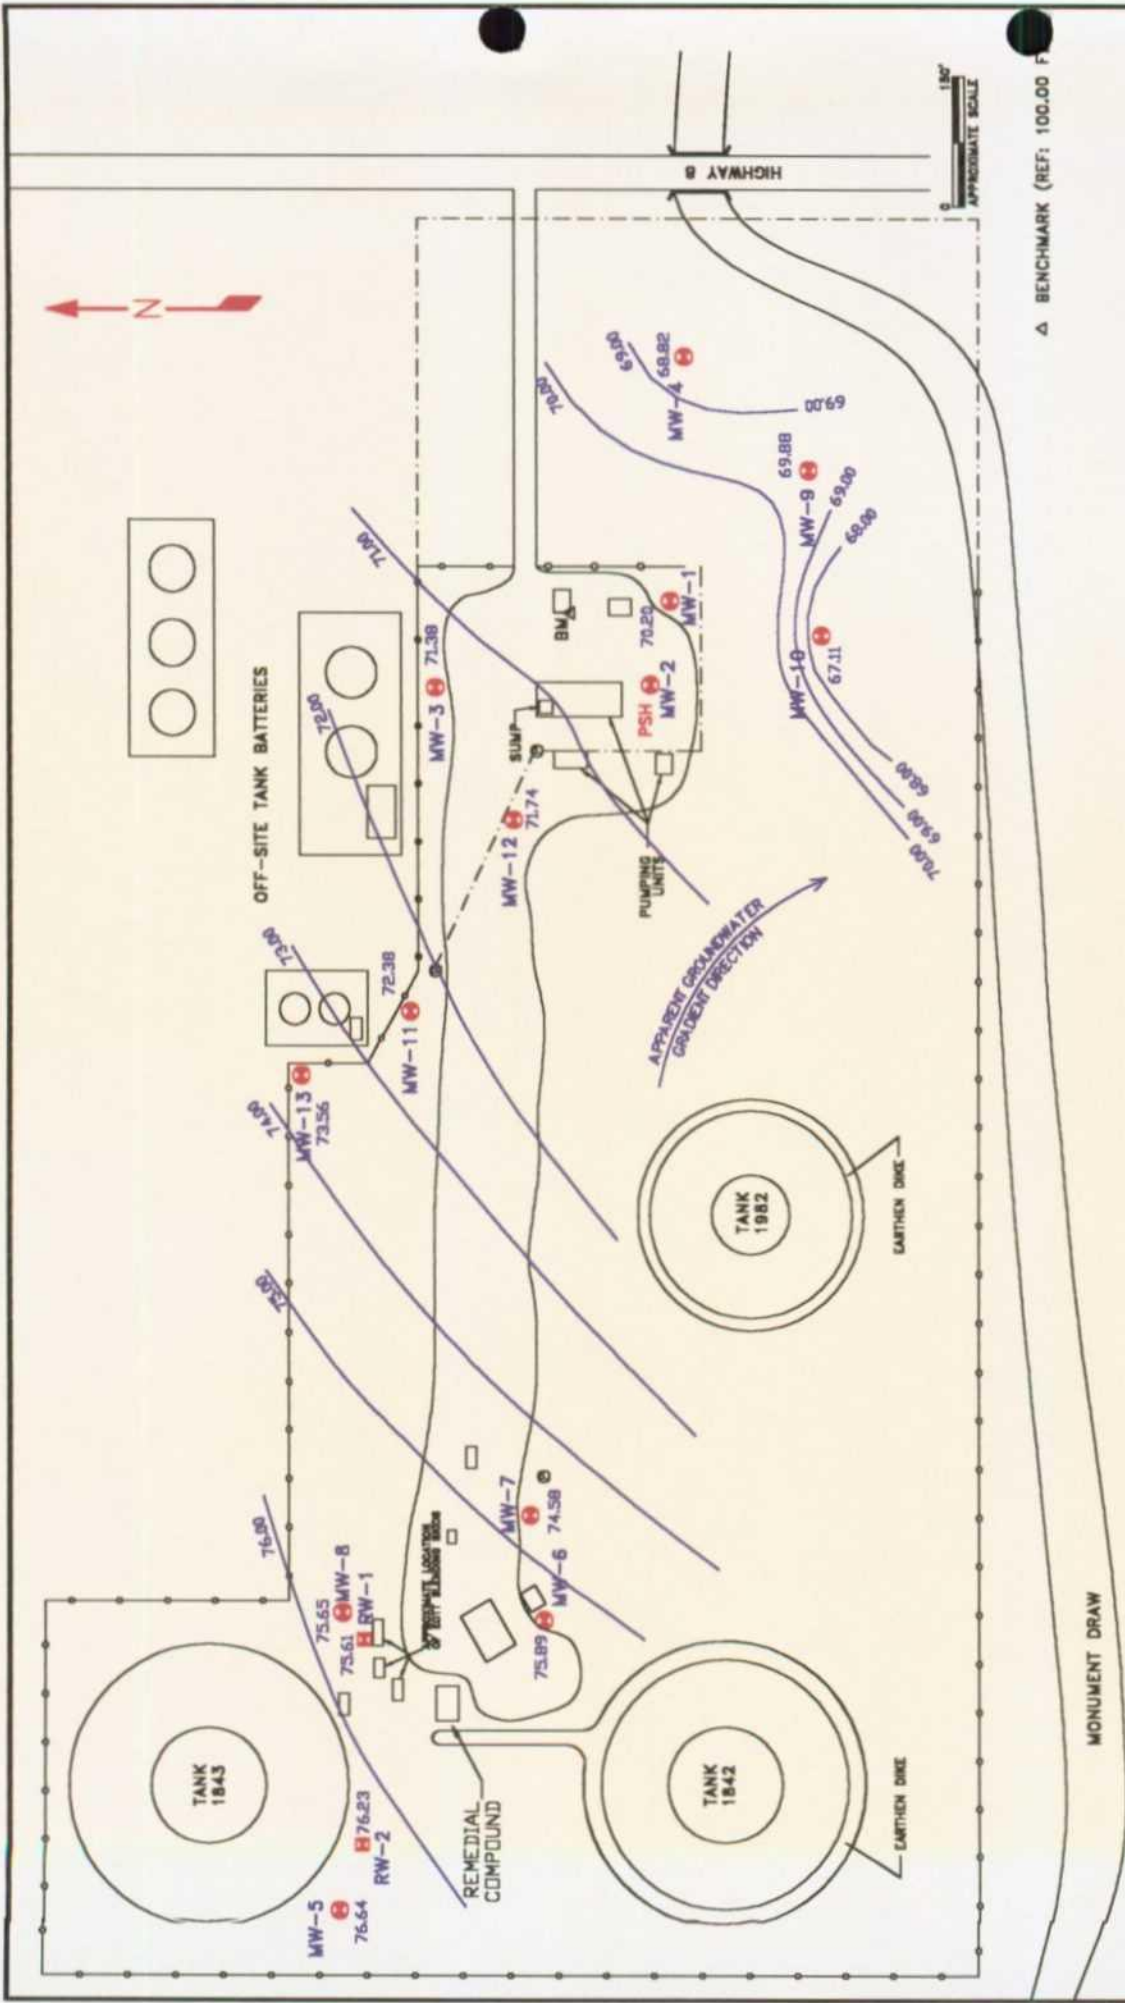 HIGHWAY 8
0 150'
APPROXIMATE SCALE
△ BENCHMARK (REF: 100.00
N
OFF-SITE TANK BATTERIES
76.00
75.00
74.00
73.00
72.00
71.00
70.00
69.00
MW-13
73.56
72.38
MW-11
MW-3
71.38
SUMP
BM
MW-12
71.74
70.20
MW-1
PSH
MW-2
PUMPING
UNITS
68.82
MW-4
69.00
69.88
MW-9
69.00
68.00
MW-10
67.11
68.00
69.00
70.00
APPARENT GROUNDWATER
GRADIENT DIRECTION
TANK
1982
EARTHEN DIKE
TANK
1843
75.65
MW-8
75.61
RW-1
APPROXIMATE LOCATION
MW-7
74.58
MW-6
75.89
76.23
RW-2
MW-5
76.64
REMEDIAL
COMPOUND
TANK
1842
EARTHEN DIKE
MONUMENT DRAW